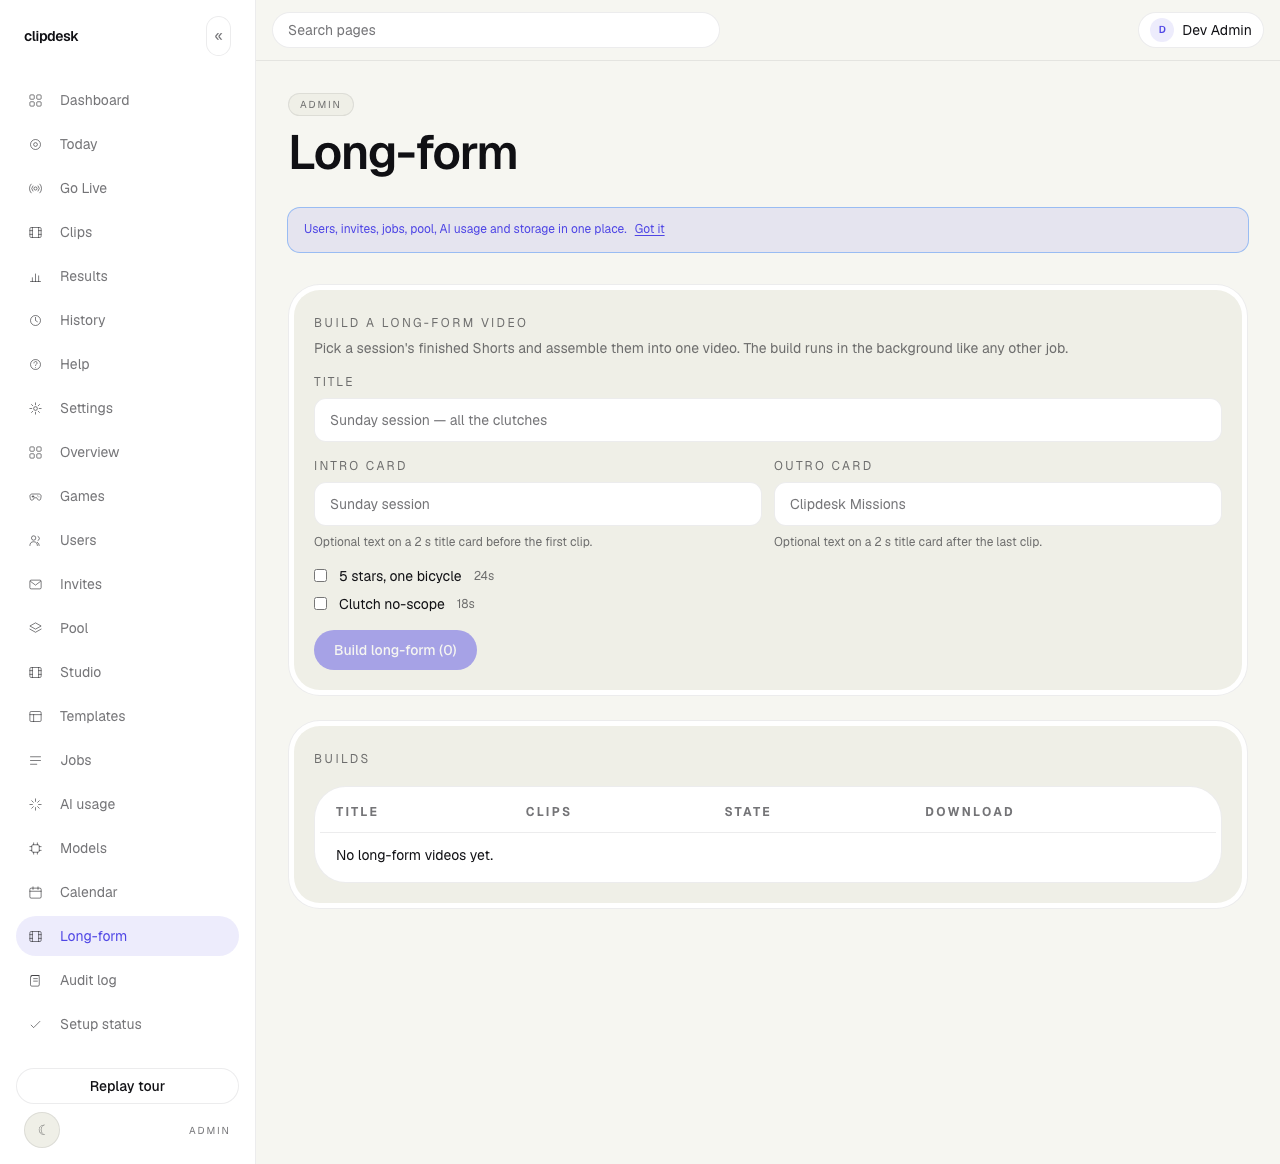 clipdesk
«
Search pages
D
Dev Admin
Dashboard
Today
Go Live
Clips
Results
History
Help
Settings
Overview
Games
Users
Invites
Pool
Studio
Templates
Jobs
AI usage
Models
Calendar
Long-form
Audit log
Setup status
Replay tour
ADMIN
ADMIN
Long-form
Users, invites, jobs, pool, AI usage and storage in one place. Got it
BUILD A LONG-FORM VIDEO
Pick a session's finished Shorts and assemble them into one video. The build runs in the background like any other job.
TITLE
Sunday session — all the clutches
INTRO CARD
Sunday session
Optional text on a 2 s title card before the first clip.
OUTRO CARD
Clipdesk Missions
Optional text on a 2 s title card after the last clip.
5 stars, one bicycle 24s
Clutch no-scope 18s
Build long-form (0)
BUILDS
TITLE CLIPS STATE DOWNLOAD
No long-form videos yet.